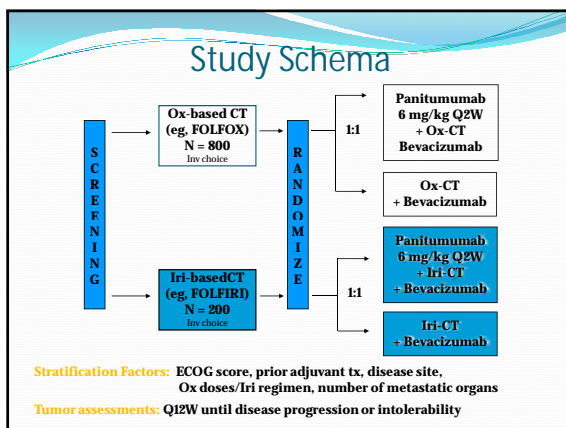 Study Schema
SCREENING
Ox-based CT
(eg, FOLFOX)
N = 800
Inv choice
Iri-basedCT
(eg, FOLFIRI)
N = 200
Inv choice
RANDOMIZE
1:1
Panitumumab
6 mg/kg Q2W
+ Ox-CT
Bevacizumab
Ox-CT
+ Bevacizumab
1:1
Panitumumab
6 mg/kg Q2W
+ Iri-CT
+ Bevacizumab
Iri-CT
+ Bevacizumab
Stratification Factors: ECOG score, prior adjuvant tx, disease site,
Ox doses/Iri regimen, number of metastatic organs
Tumor assessments: Q12W until disease progression or intolerability